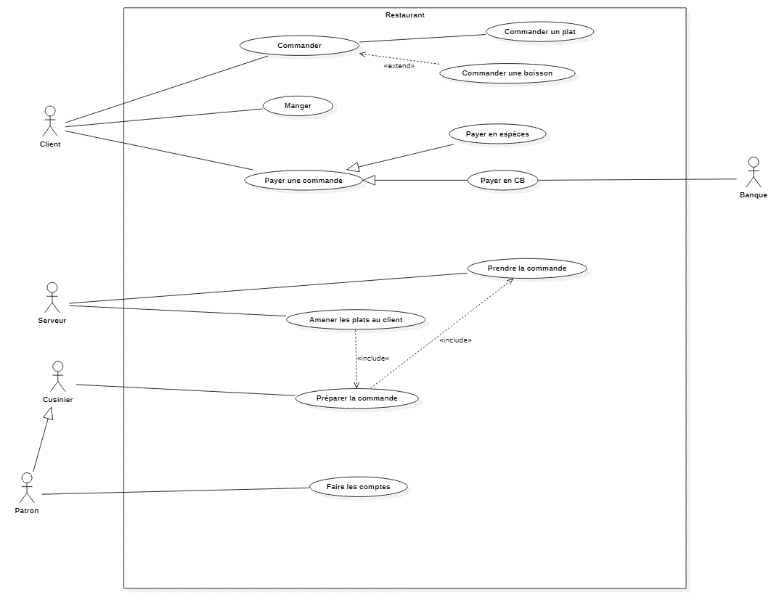 Restaurant
Commander un plat
Commander
«extend»
Commander une boisson
Manger
Client
Payer en espèces
Payer une commande
Payer en CB
Banque
Prendre la commande
Serveur
Amener les plats au client
«include»
«include»
Cusinier
Préparer la commande
Faire les comptes
Patron